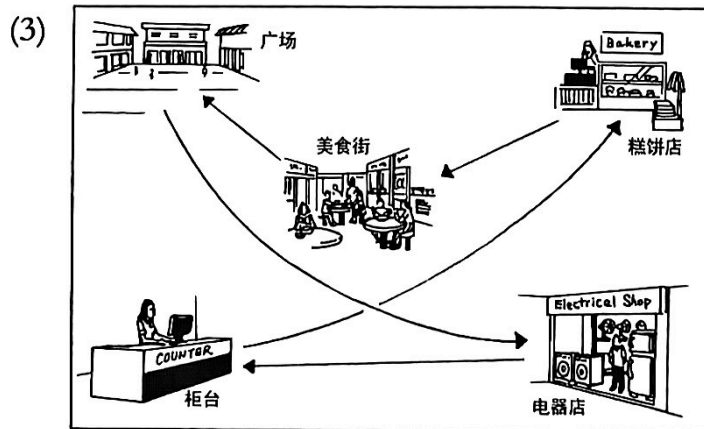 (3)
广场
Bakery
糕饼店
美食街
Electrical Shop
COUNTER
柜台
电器店